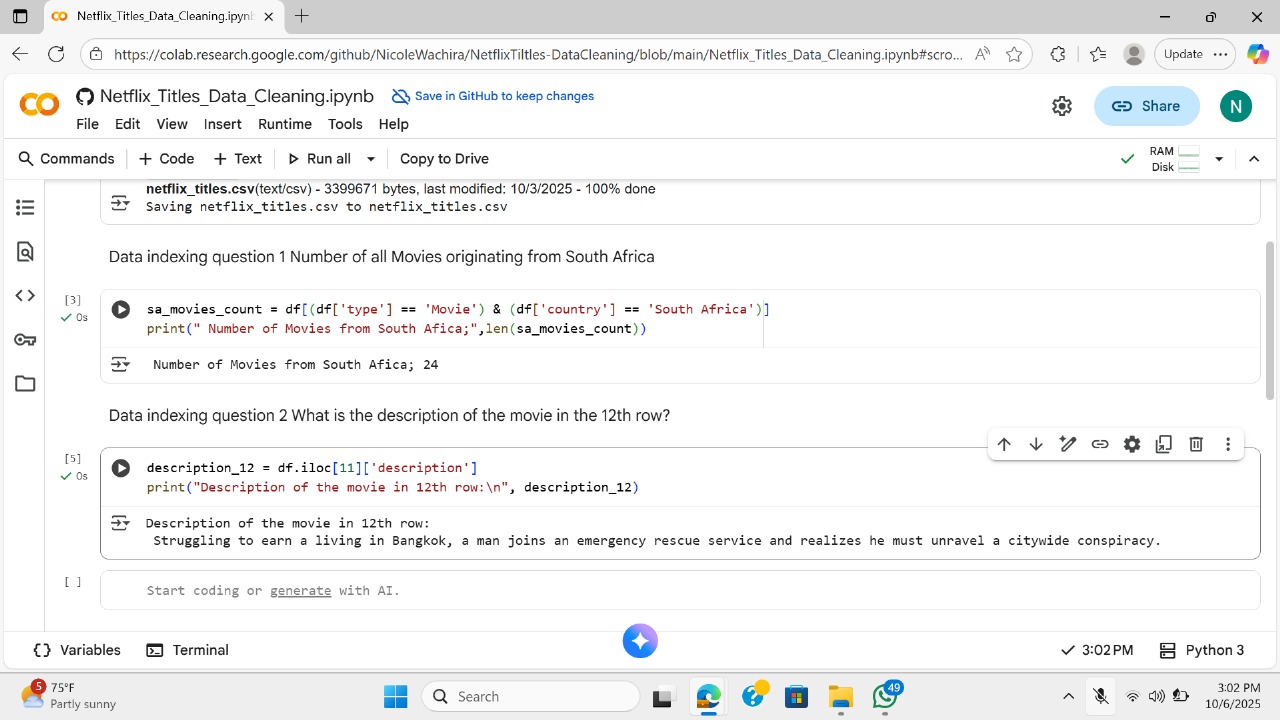 Netflix_Titles_Data_Cleaning.ipynb
https://colab.research.google.com/github/NicoleWachira/NetflixTiltles-DataCleaning/blob/main/Netflix_Titles_Data_Cleaning.ipynb#scro...
Update
Netflix_Titles_Data_Cleaning.ipynb
Save in GitHub to keep changes
File Edit View Insert Runtime Tools Help
Share
N
Commands + Code + Text Run all Copy to Drive
RAM
Disk
netflix_titles.csv(text/csv) - 3399671 bytes, last modified: 10/3/2025 - 100% done
Saving netflix_titles.csv to netflix_titles.csv
Data indexing question 1 Number of all Movies originating from South Africa
[3]
0s
sa_movies_count = df[(df['type'] == 'Movie') & (df['country'] == 'South Africa')]
print(" Number of Movies from South Afica;",len(sa_movies_count))
Number of Movies from South Afica; 24
Data indexing question 2 What is the description of the movie in the 12th row?
[5]
0s
description_12 = df.iloc[11]['description']
print("Description of the movie in 12th row:\n", description_12)
Description of the movie in 12th row:
Struggling to earn a living in Bangkok, a man joins an emergency rescue service and realizes he must unravel a citywide conspiracy.
[ ]
Start coding or generate with AI.
Variables Terminal
3:02 PM Python 3
5
75°F
Partly sunny
Search
49
3:02 PM
10/6/2025